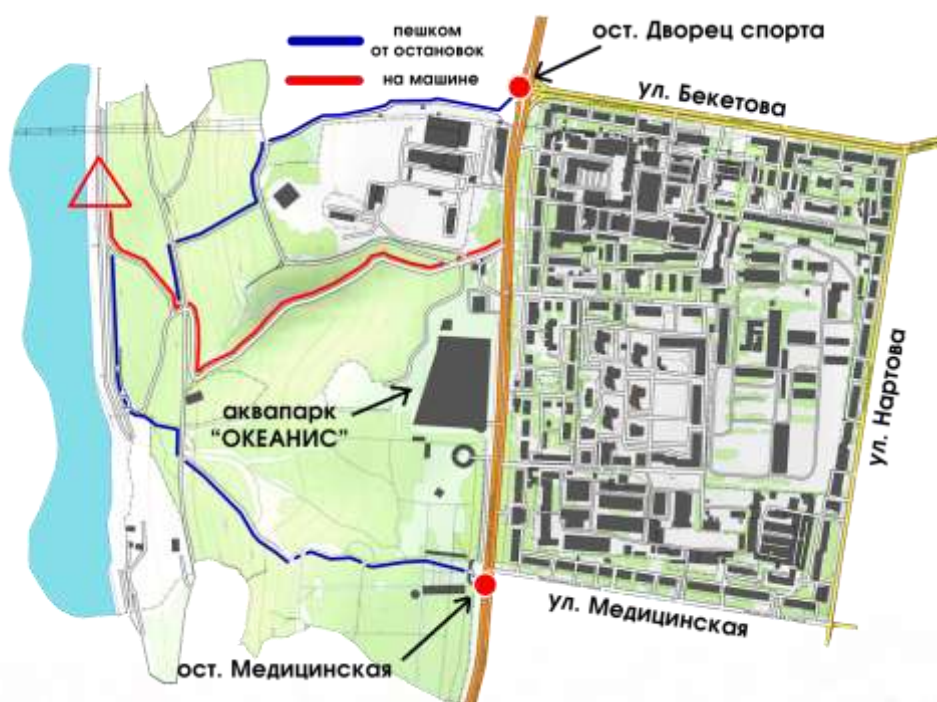 пешком
от остановок
на машине
ост. Дворец спорта
ул. Бекетова
ул. Нартова
аквапарк
"ОКЕАНИС"
ул. Медицинская
ост. Медицинская